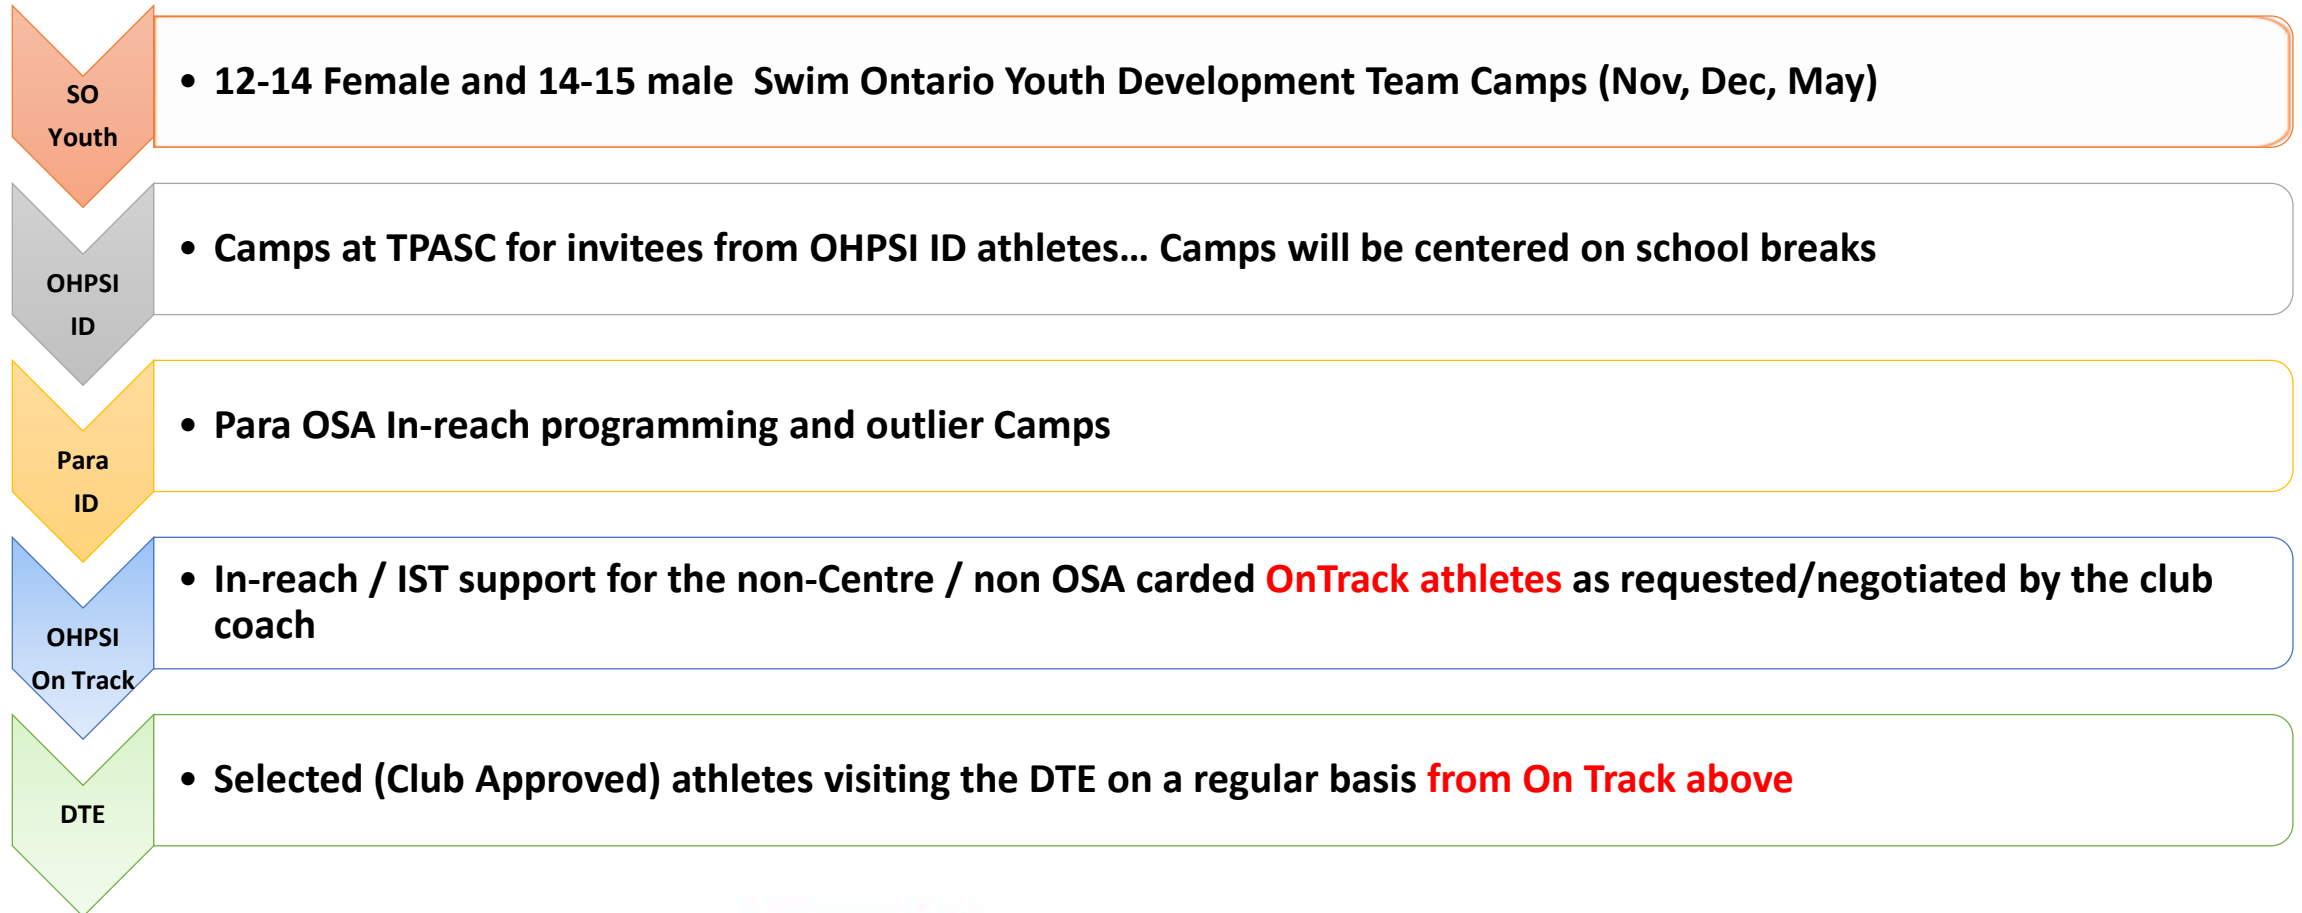 SO
Youth
• 12-14 Female and 14-15 male  Swim Ontario Youth Development Team Camps (Nov, Dec, May)
OHPSI
ID
• Camps at TPASC for invitees from OHPSI ID athletes... Camps will be centered on school breaks
Para
ID
• Para OSA In-reach programming and outlier Camps
OHPSI
On Track
• In-reach / IST support for the non-Centre / non OSA carded OnTrack athletes as requested/negotiated by the club
coach
DTE
• Selected (Club Approved) athletes visiting the DTE on a regular basis from On Track above